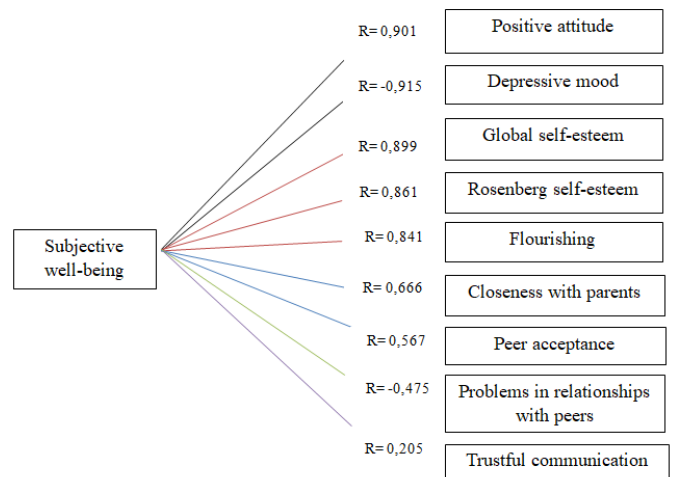 R= 0,901
Positive attitude
R= -0,915
Depressive mood
R= 0,899
Global self-esteem
R= 0,861
Rosenberg self-esteem
Subjective
well-being
R= 0,841
Flourishing
R= 0,666
Closeness with parents
R= 0,567
Peer acceptance
R= -0,475
Problems in relationships
with peers
R= 0,205
Trustful communication